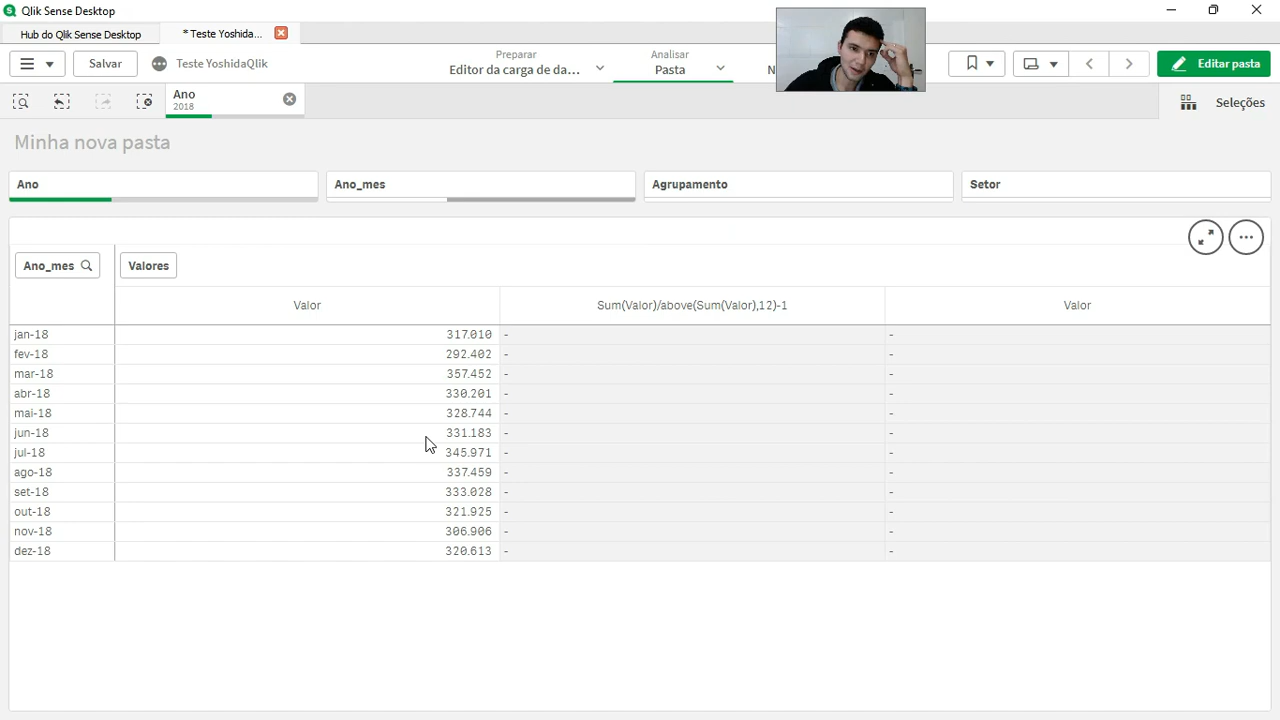 Qlik Sense Desktop
Hub do Qlik Sense Desktop
* Teste Yoshida...
Salvar
Teste YoshidaQlik
Preparar
Editor da carga de da...
Analisar
Pasta
N
Editar pasta
Ano
2018
Seleções
Minha nova pasta
Ano
Ano_mes
Agrupamento
Setor
Ano_mes
Valores
Valor
Sum(Valor)/above(Sum(Valor),12)-1
Valor
jan-18 317.010 - -
fev-18 292.402 - -
mar-18 357.452 - -
abr-18 330.201 - -
mai-18 328.744 - -
jun-18 331.183 - -
jul-18 345.971 - -
ago-18 337.459 - -
set-18 333.028 - -
out-18 321.925 - -
nov-18 306.906 - -
dez-18 320.613 - -